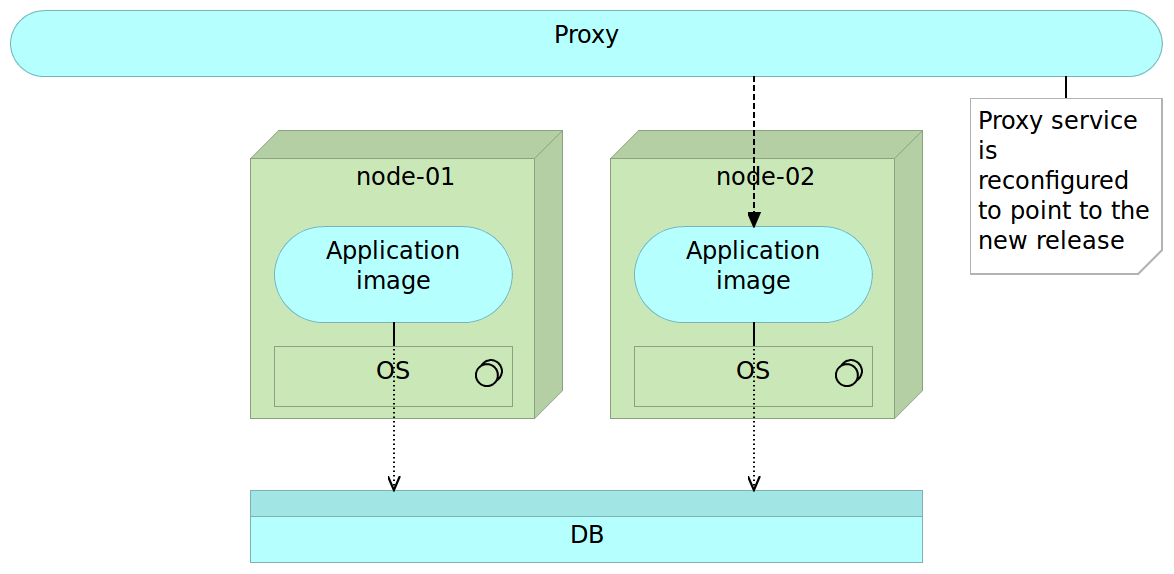 Proxy
Proxy service
is
reconfigured
to point to the
new release
node-01
node-02
Application
image
Application
image
OS
OS
DB